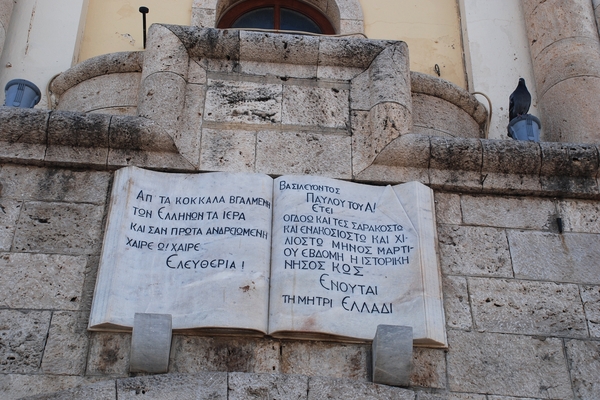 ΑΠ' ΤΑ ΚΟΚΚΑΛΑ ΒΓΑΛΜΕΝΗ
ΤΩΝ ΕΛΛΗΝΩΝ ΤΑ ΙΕΡΑ
ΚΑΙ ΣΑΝ ΠΡΩΤΑ ΑΝΔΡΕΙΩΜΕΝΗ
ΧΑΙΡΕ Ω! ΧΑΙΡΕ
ΕΛΕΥΘΕΡΙΑ!
ΒΑΣΙΛΕΥΟΝΤΟΣ
ΠΑΥΛΟΥ ΤΟΥ Α!
ΕΤΕΙ
ΟΓΔΟΩ ΚΑΙ ΤΕΣΣΑΡΑΚΟΣΤΩ
ΚΑΙ ΕΝΑΚΟΣΙΟΣΤΩ ΚΑΙ ΧΙ-
ΛΙΟΣΤΩ ΜΗΝΟΣ ΜΑΡΤΙ-
ΟΥ ΕΒΔΟΜΗ Η ΙΣΤΟΡΙΚΗ
ΝΗΣΟΣ ΚΩΣ...
ΕΝΟΥΤΑΙ
ΤΗ ΜΗΤΡΙ ΕΛΛΑΔΙ